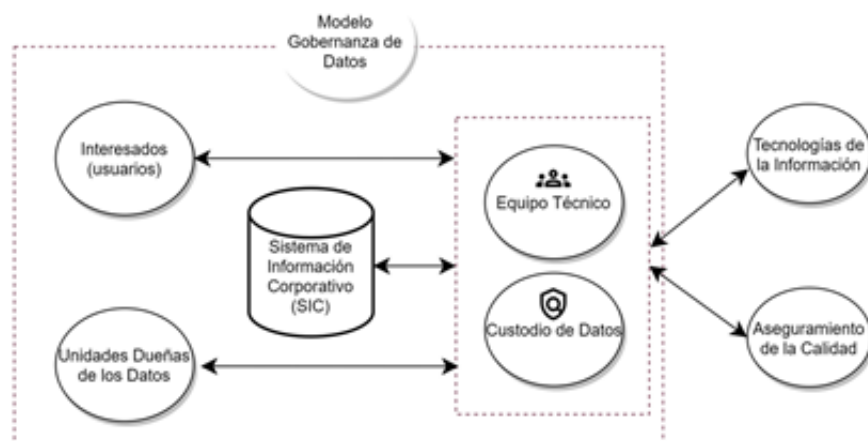 Modelo
Gobernanza de
Datos
Interesados
(usuarios)
Equipo Técnico
Tecnologías de
la Información
Sistema de
Información
Corporativo
(SIC)
Custodio de Datos
Unidades Dueñas
de los Datos
Aseguramiento
de la Calidad